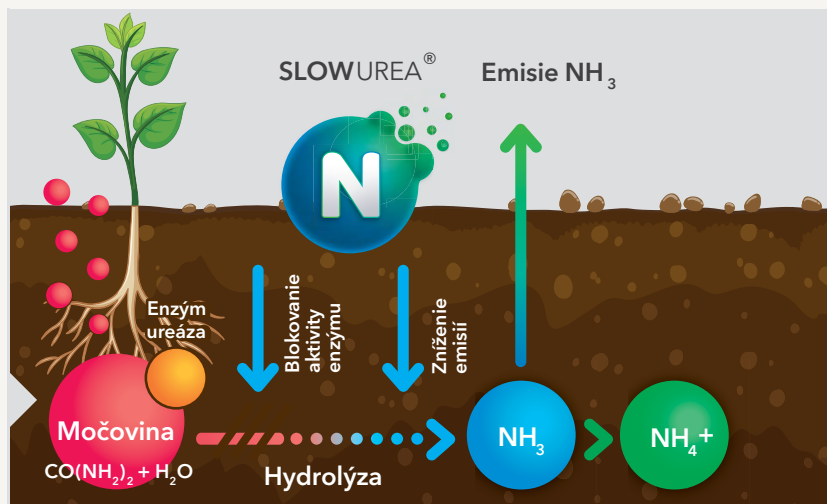 SLOWUREA®
Emisie NH₃
N
Enzým
ureáza
Blokovanie
aktivity
enzýmu
Zníženie
emisií
Močovina
CO(NH₂)₂ + H₂O
Hydrolýza
NH₃
NH₄+